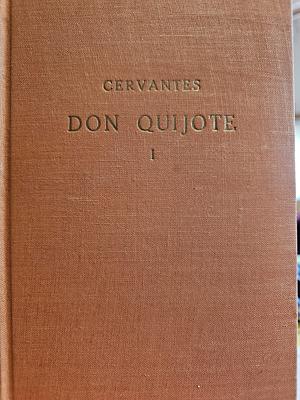 CERVANTES
DON QUIJOTE
I